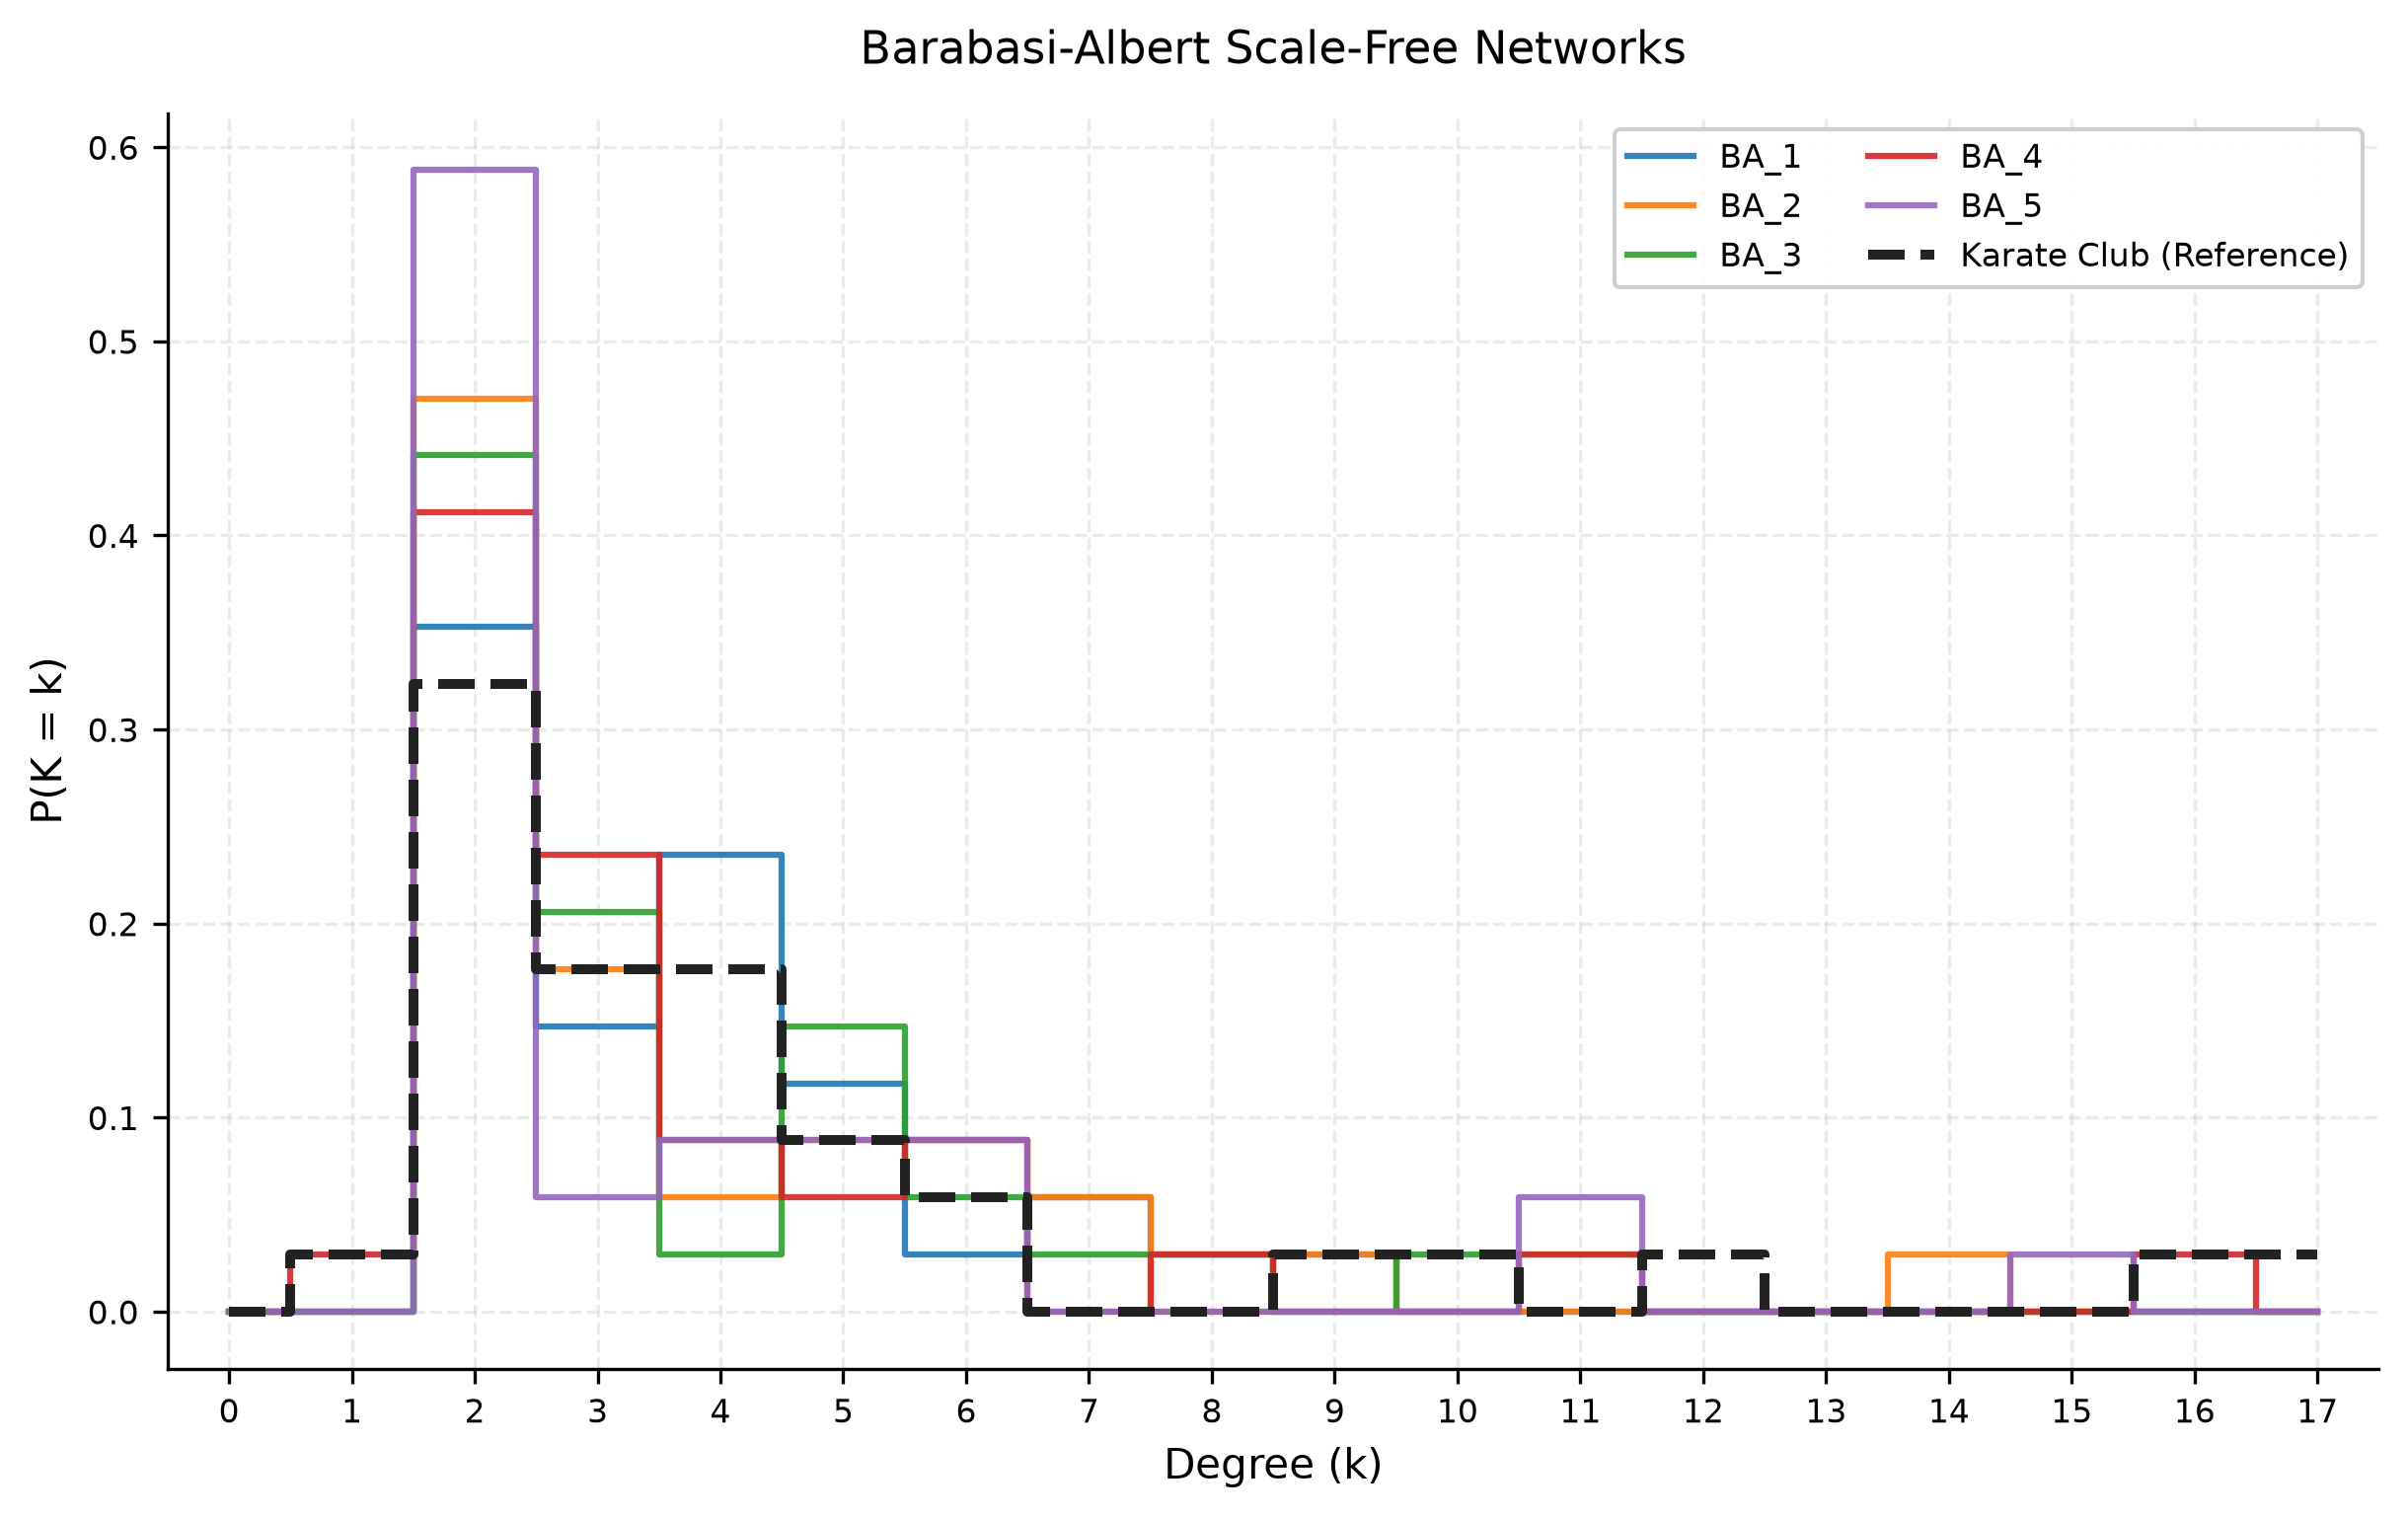 Barabasi-Albert Scale-Free Networks
BA_1
BA_2
BA_3
BA_4
BA_5
Karate Club (Reference)
P(K = k)
0.6
0.5
0.4
0.3
0.2
0.1
0.0
0 1 2 3 4 5 6 7 8 9 10 11 12 13 14 15 16 17
Degree (k)